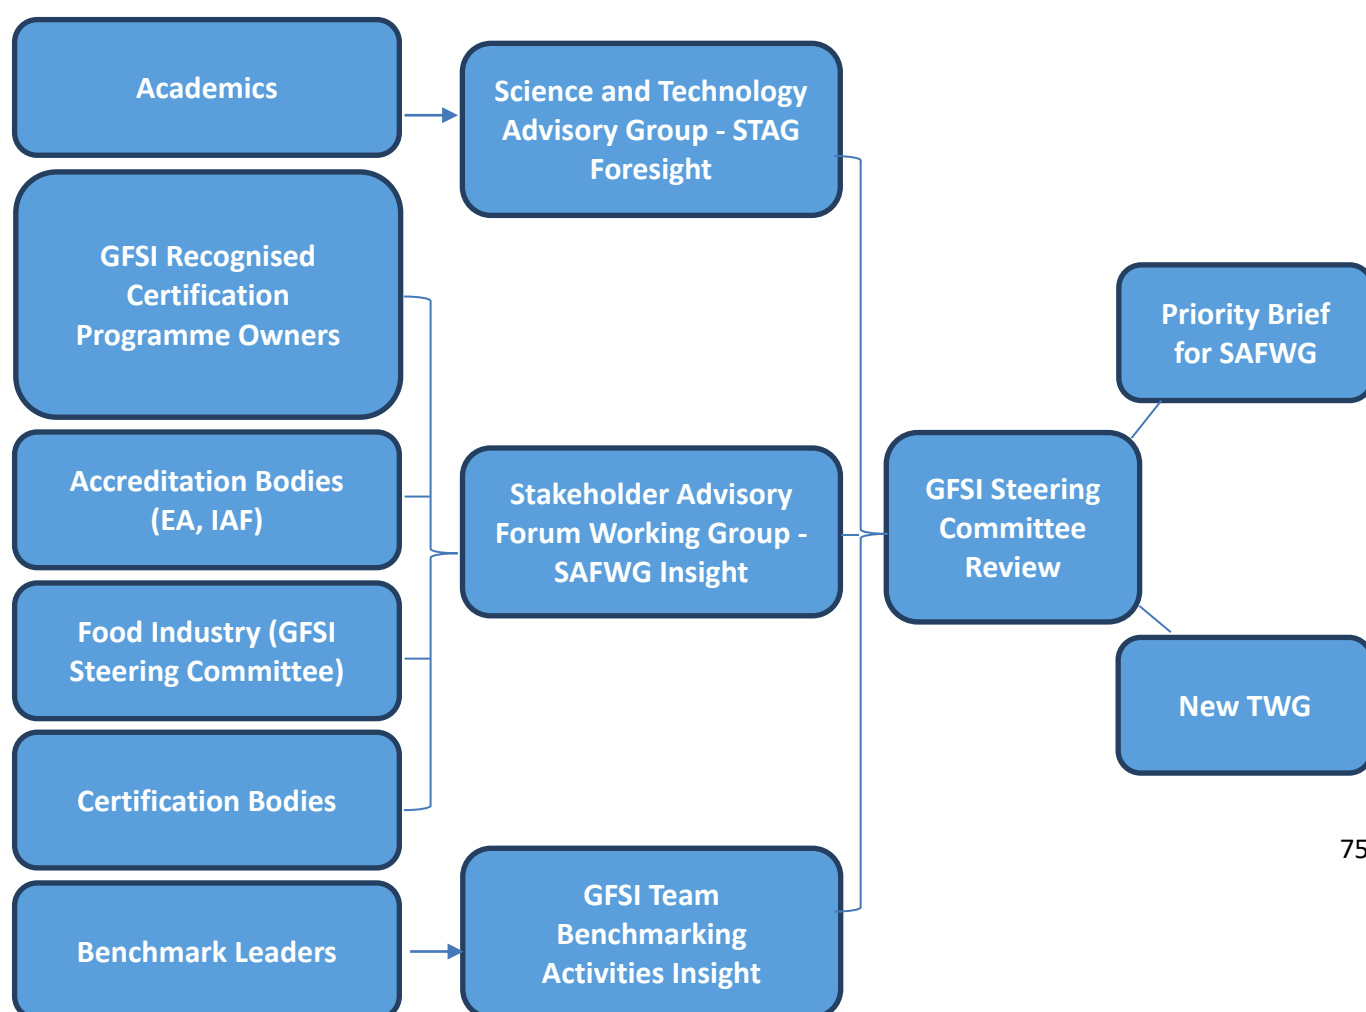 Academics
GFSI Recognised
Certification
Programme Owners
Accreditation Bodies
(EA, IAF)
Food Industry (GFSI
Steering Committee)
Certification Bodies
Benchmark Leaders
Science and Technology
Advisory Group - STAG
Foresight
Stakeholder Advisory
Forum Working Group -
SAFWG Insight
GFSI Team
Benchmarking
Activities Insight
GFSI Steering
Committee
Review
Priority Brief
for SAFWG
New TWG
75